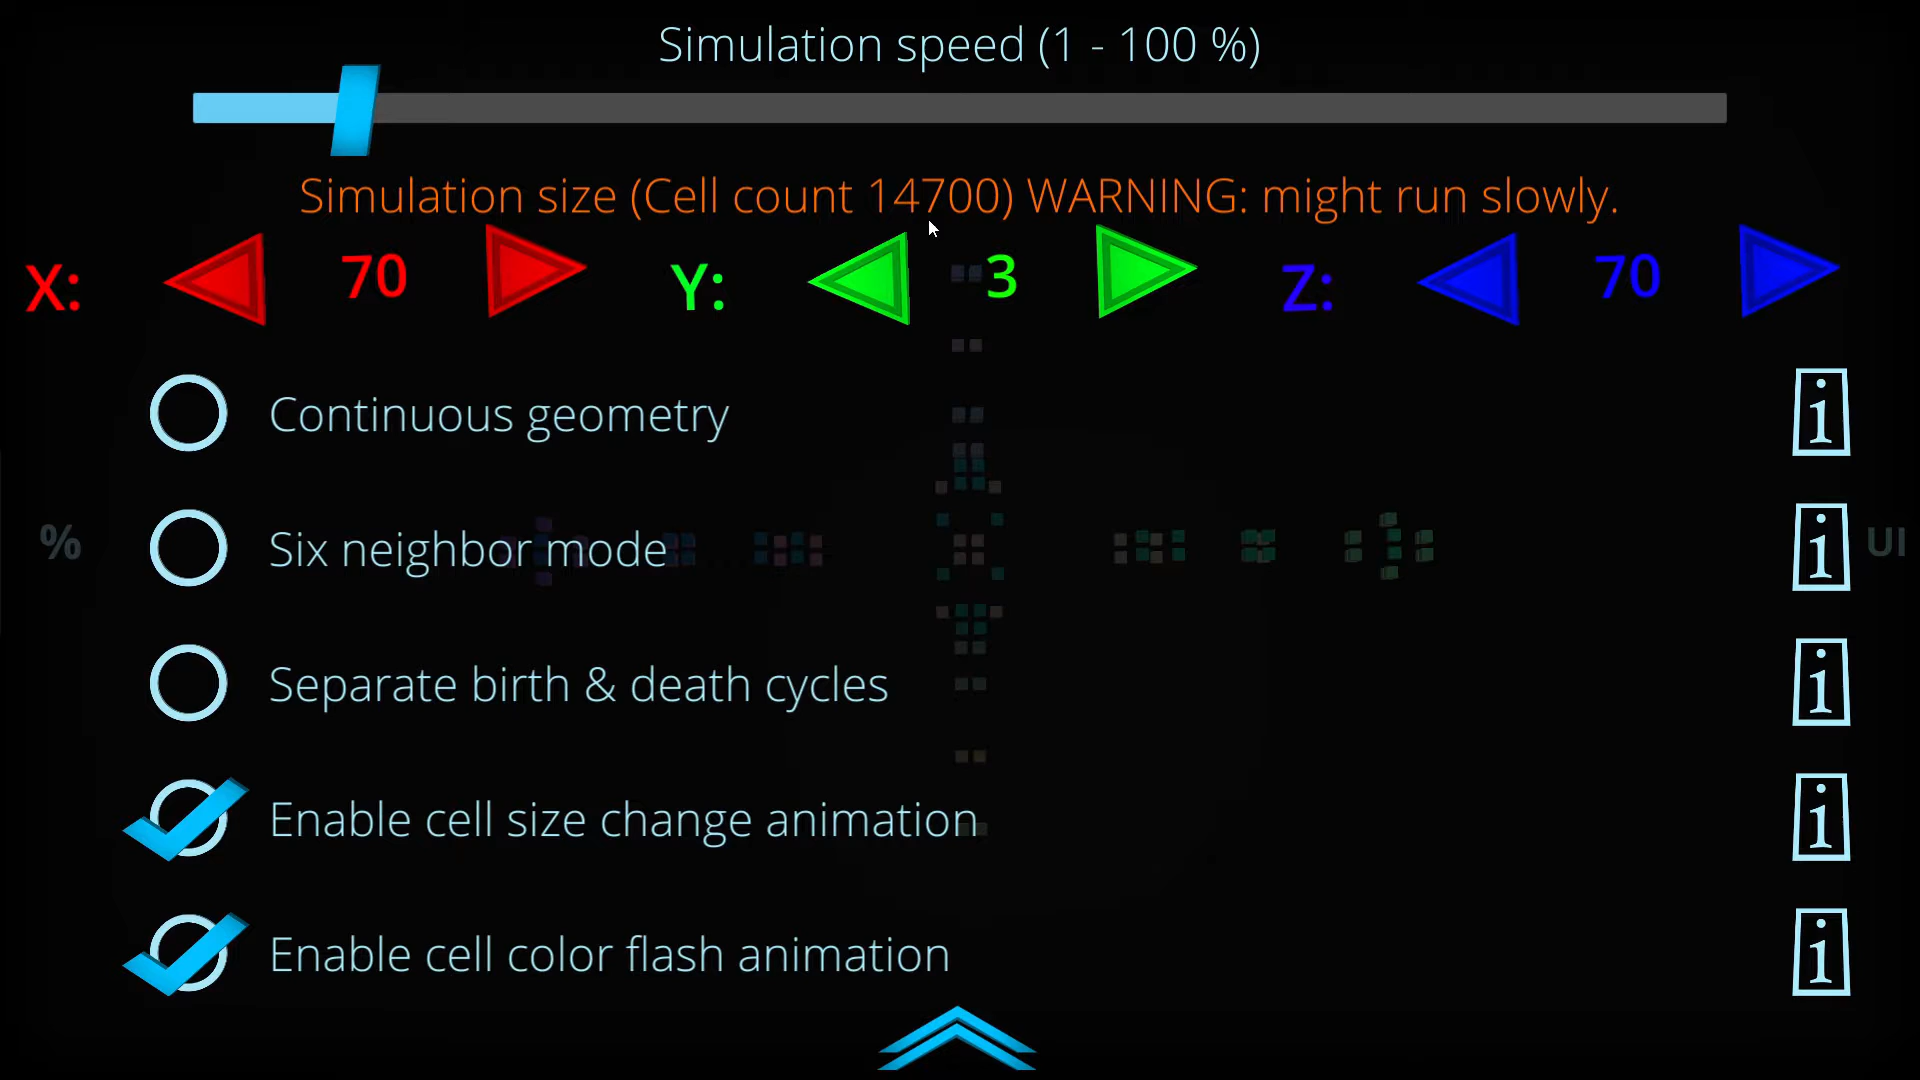 Simulation speed (1 - 100 %)
Simulation size (Cell count 14700) WARNING: might run slowly.
X: 70 Y: 3 Z: 70
Continuous geometry i
% Six neighbor mode i UI
Separate birth & death cycles i
Enable cell size change animation i
Enable cell color flash animation i